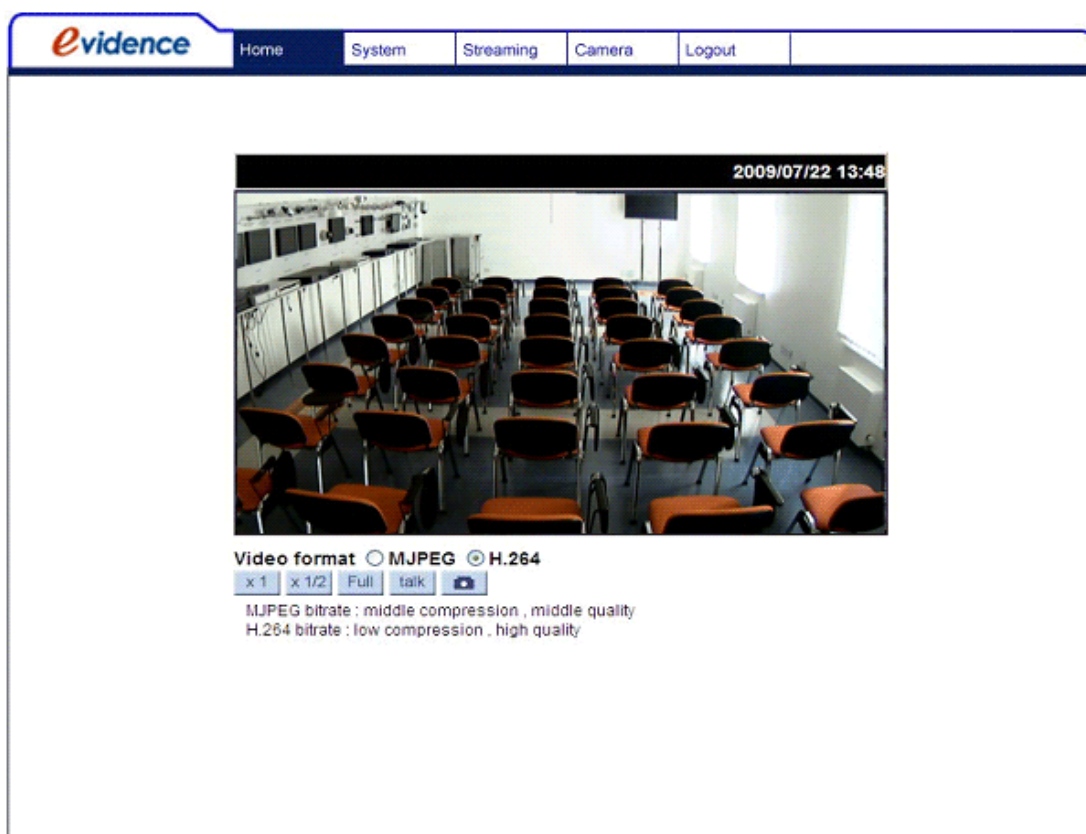 evidence
Home System Streaming Camera Logout
2009/07/22 13:48
Video format MJPEG H.264
x 1 x 1/2 Full talk
MJPEG bitrate : middle compression , middle quality
H.264 bitrate : low compression , high quality